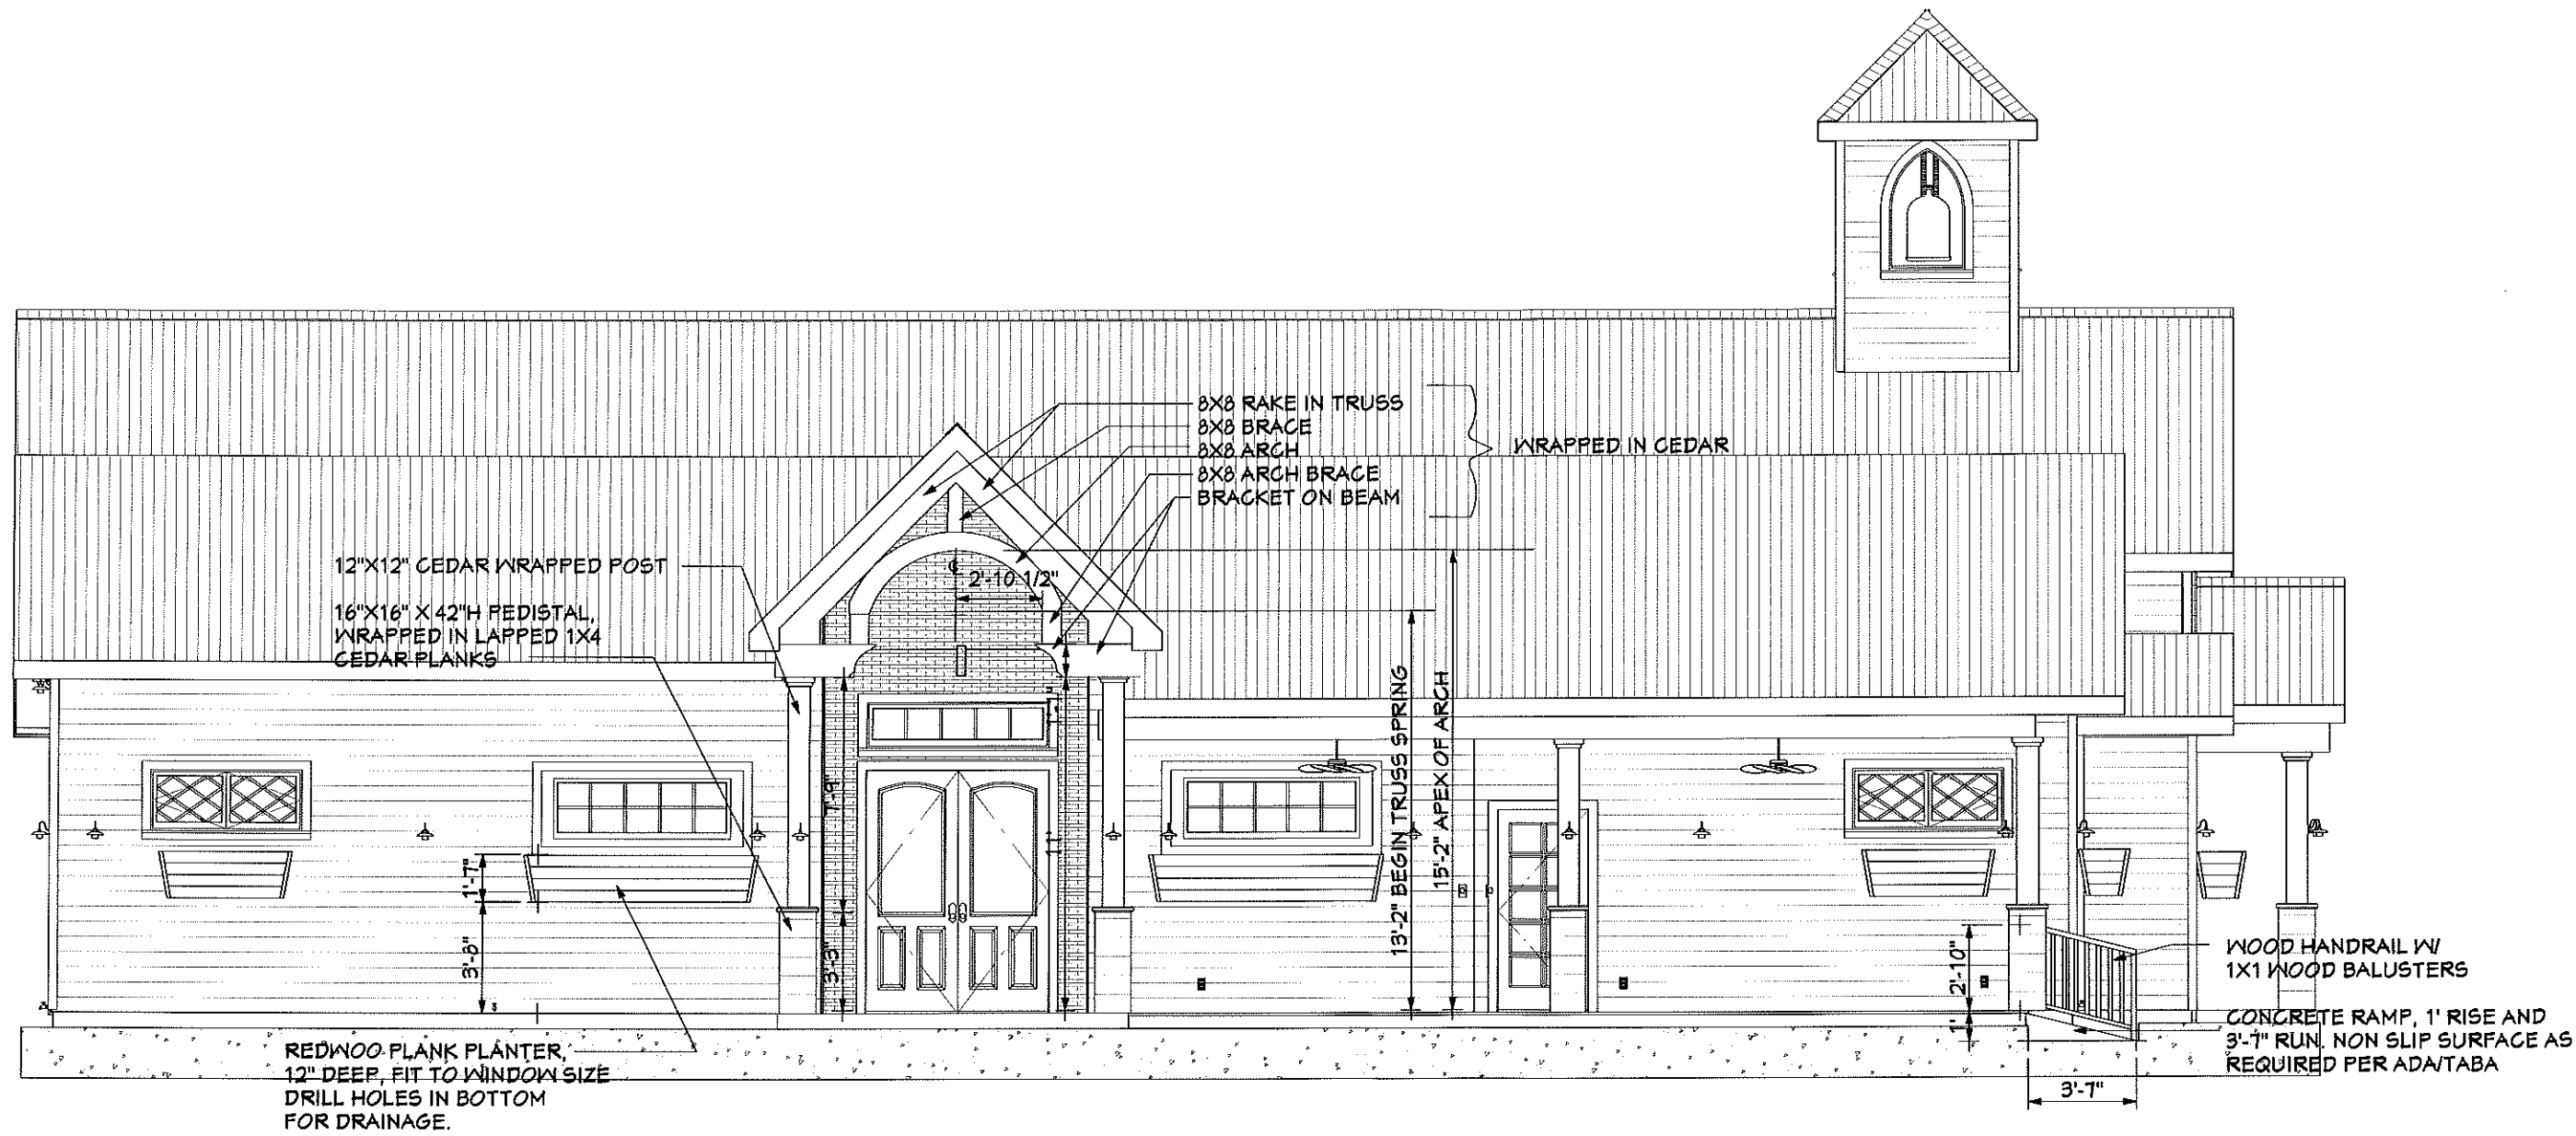 8X8 RAKE IN TRUSS
8X8 BRACE
8X8 ARCH
8X8 ARCH BRACE
BRACKET ON BEAM
WRAPPED IN CEDAR
12"X12" CEDAR WRAPPED POST
16"X16" X 42"H PEDISTAL,
WRAPPED IN LAPPED 1X4
CEDAR PLANKS
2'-10 1/2"
13'-2" BEGIN TRUSS SPRING
15'-2" APEX OF ARCH
7'-9"
11'
1'-7"
3'-8"
3'-3"
2'-10"
1'
WOOD HANDRAIL W/
1X1 WOOD BALUSTERS
CONCRETE RAMP, 1' RISE AND
3'-7" RUN. NON SLIP SURFACE AS
REQUIRED PER ADA/TABA
3'-7"
REDWOO PLANK PLANTER,
12" DEEP, FIT TO WINDOW SIZE
DRILL HOLES IN BOTTOM
FOR DRAINAGE.